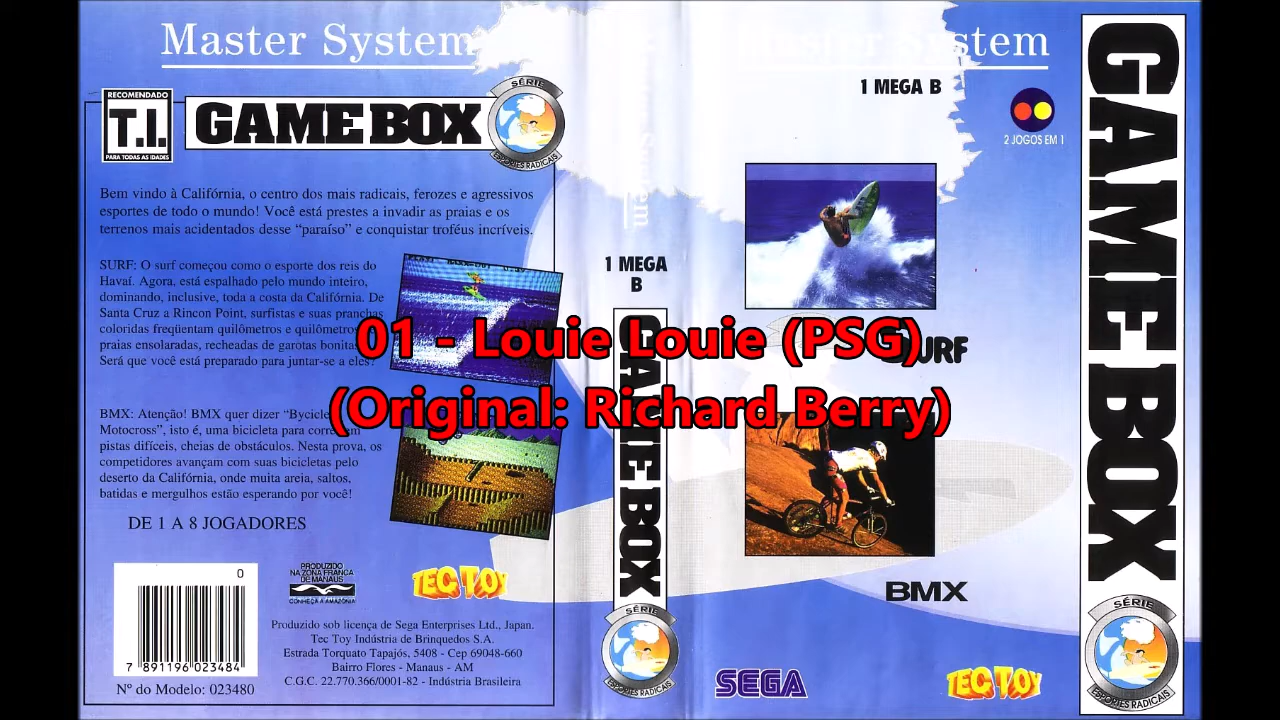 Master System
RECOMENDADO
T.I.
PARA TODAS AS IDADES
GAME BOX
SÉRIE
ESPORTES RADICAIS
Bem vindo à Califórnia, o centro dos mais radicais, ferozes e agressivos
esportes de todo o mundo! Você está prestes a invadir as praias e os
terrenos mais acidentados desse “paraíso” e conquistar troféus incríveis.
SURF: O surf começou como o esporte dos reis do
Havaí. Agora, está espalhado pelo mundo inteiro,
dominando, inclusive, toda a costa da Califórnia. De
Santa Cruz a Rincon Point, surfistas e suas pranchas
coloridas freqüentam quilômetros e quilômetros
praias ensolaradas, recheadas de garotas bonitas
Será que você está preparado para juntar-se a eles?
BMX: Atenção! BMX quer dizer “Bycicle
Motocross”, isto é, uma bicicleta para correr em
pistas difíceis, cheias de obstáculos. Nesta prova, os
competidores avançam com suas bicicletas pelo
deserto da Califórnia, onde muita areia, saltos,
batidas e mergulhos estão esperando por você!
DE 1 A 8 JOGADORES
0
7 891196 023484
Nº do Modelo: 023480
PRODUZIDO
NA ZONA FRANCA
DE MANAUS
CONHEÇA A AMAZÔNIA
TEC TOY
Produzido sob licença de Sega Enterprises Ltd., Japan.
Tec Toy Indústria de Brinquedos S.A.
Estrada Torquato Tapajós, 5408 - Cep 69048-660
Bairro Flores - Manaus - AM
C.G.C. 22.770.366/0001-82 - Indústria Brasileira
System
1 MEGA
B
GAME BOX
SÉRIE
ESPORTES RADICAIS
01 - Louie Louie (PSG)
(Original: Richard Berry)
Master System
1 MEGA B
2 JOGOS EM 1
SURF
BMX
SEGA
TEC TOY
GAME BOX
SÉRIE
ESPORTES RADICAIS